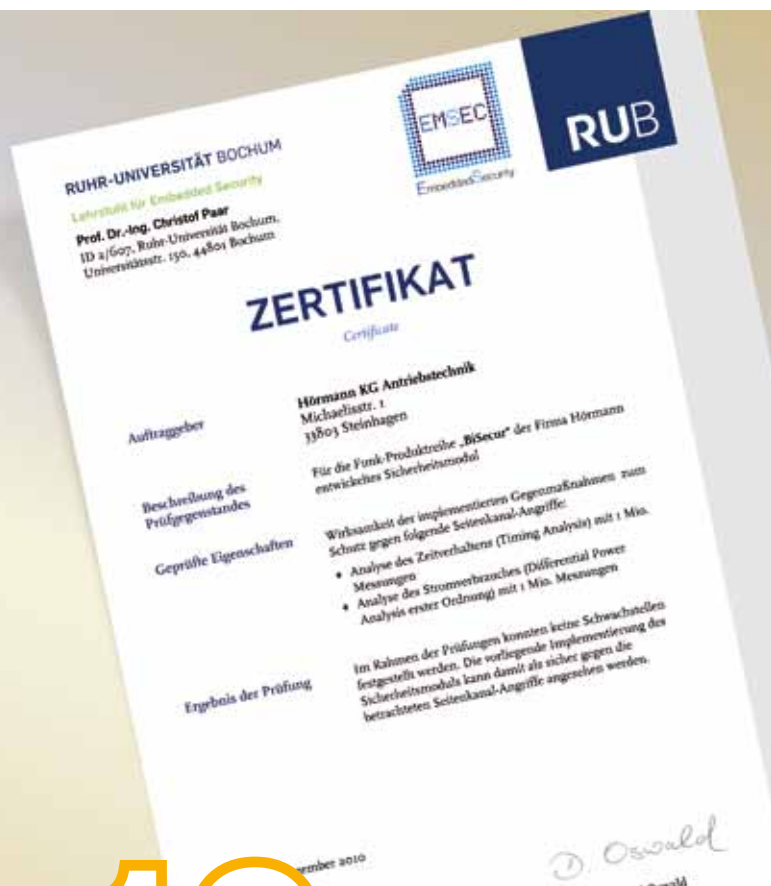 EMSEC
Embedded Security
RUB
RUHR-UNIVERSITÄT BOCHUM
Lehrstuhl für Embedded Security
Prof. Dr.-Ing. Christof Paar
ID 2/607, Ruhr-Universität Bochum,
Universitätsstr. 150, 44801 Bochum
ZERTIFIKAT
Certificate
Auftraggeber
Hörmann KG Antriebstechnik
Michaelisstr. 1
33803 Steinhagen
Beschreibung des
Prüfgegenstandes
Für die Funk-Produktreihe „BiSecur“ der Firma Hörmann
entwickeltes Sicherheitsmodul
Geprüfte Eigenschaften
Wirksamkeit der implementierten Gegenmaßnahmen zum
Schutz gegen folgende Seitenkanal-Angriffe:
• Analyse des Zeitverhaltens (Timing Analysis) mit 1 Mio.
Messungen
• Analyse des Stromverbrauches (Differential Power
Analysis erster Ordnung) mit 1 Mio. Messungen
Ergebnis der Prüfung
Im Rahmen der Prüfungen konnten keine Schwachstellen
festgestellt werden. Die vorliegende Implementierung des
Sicherheitsmoduls kann damit als sicher gegen die
betrachteten Seitenkanal-Angriffe angesehen werden.
2010
D. Oswald
10